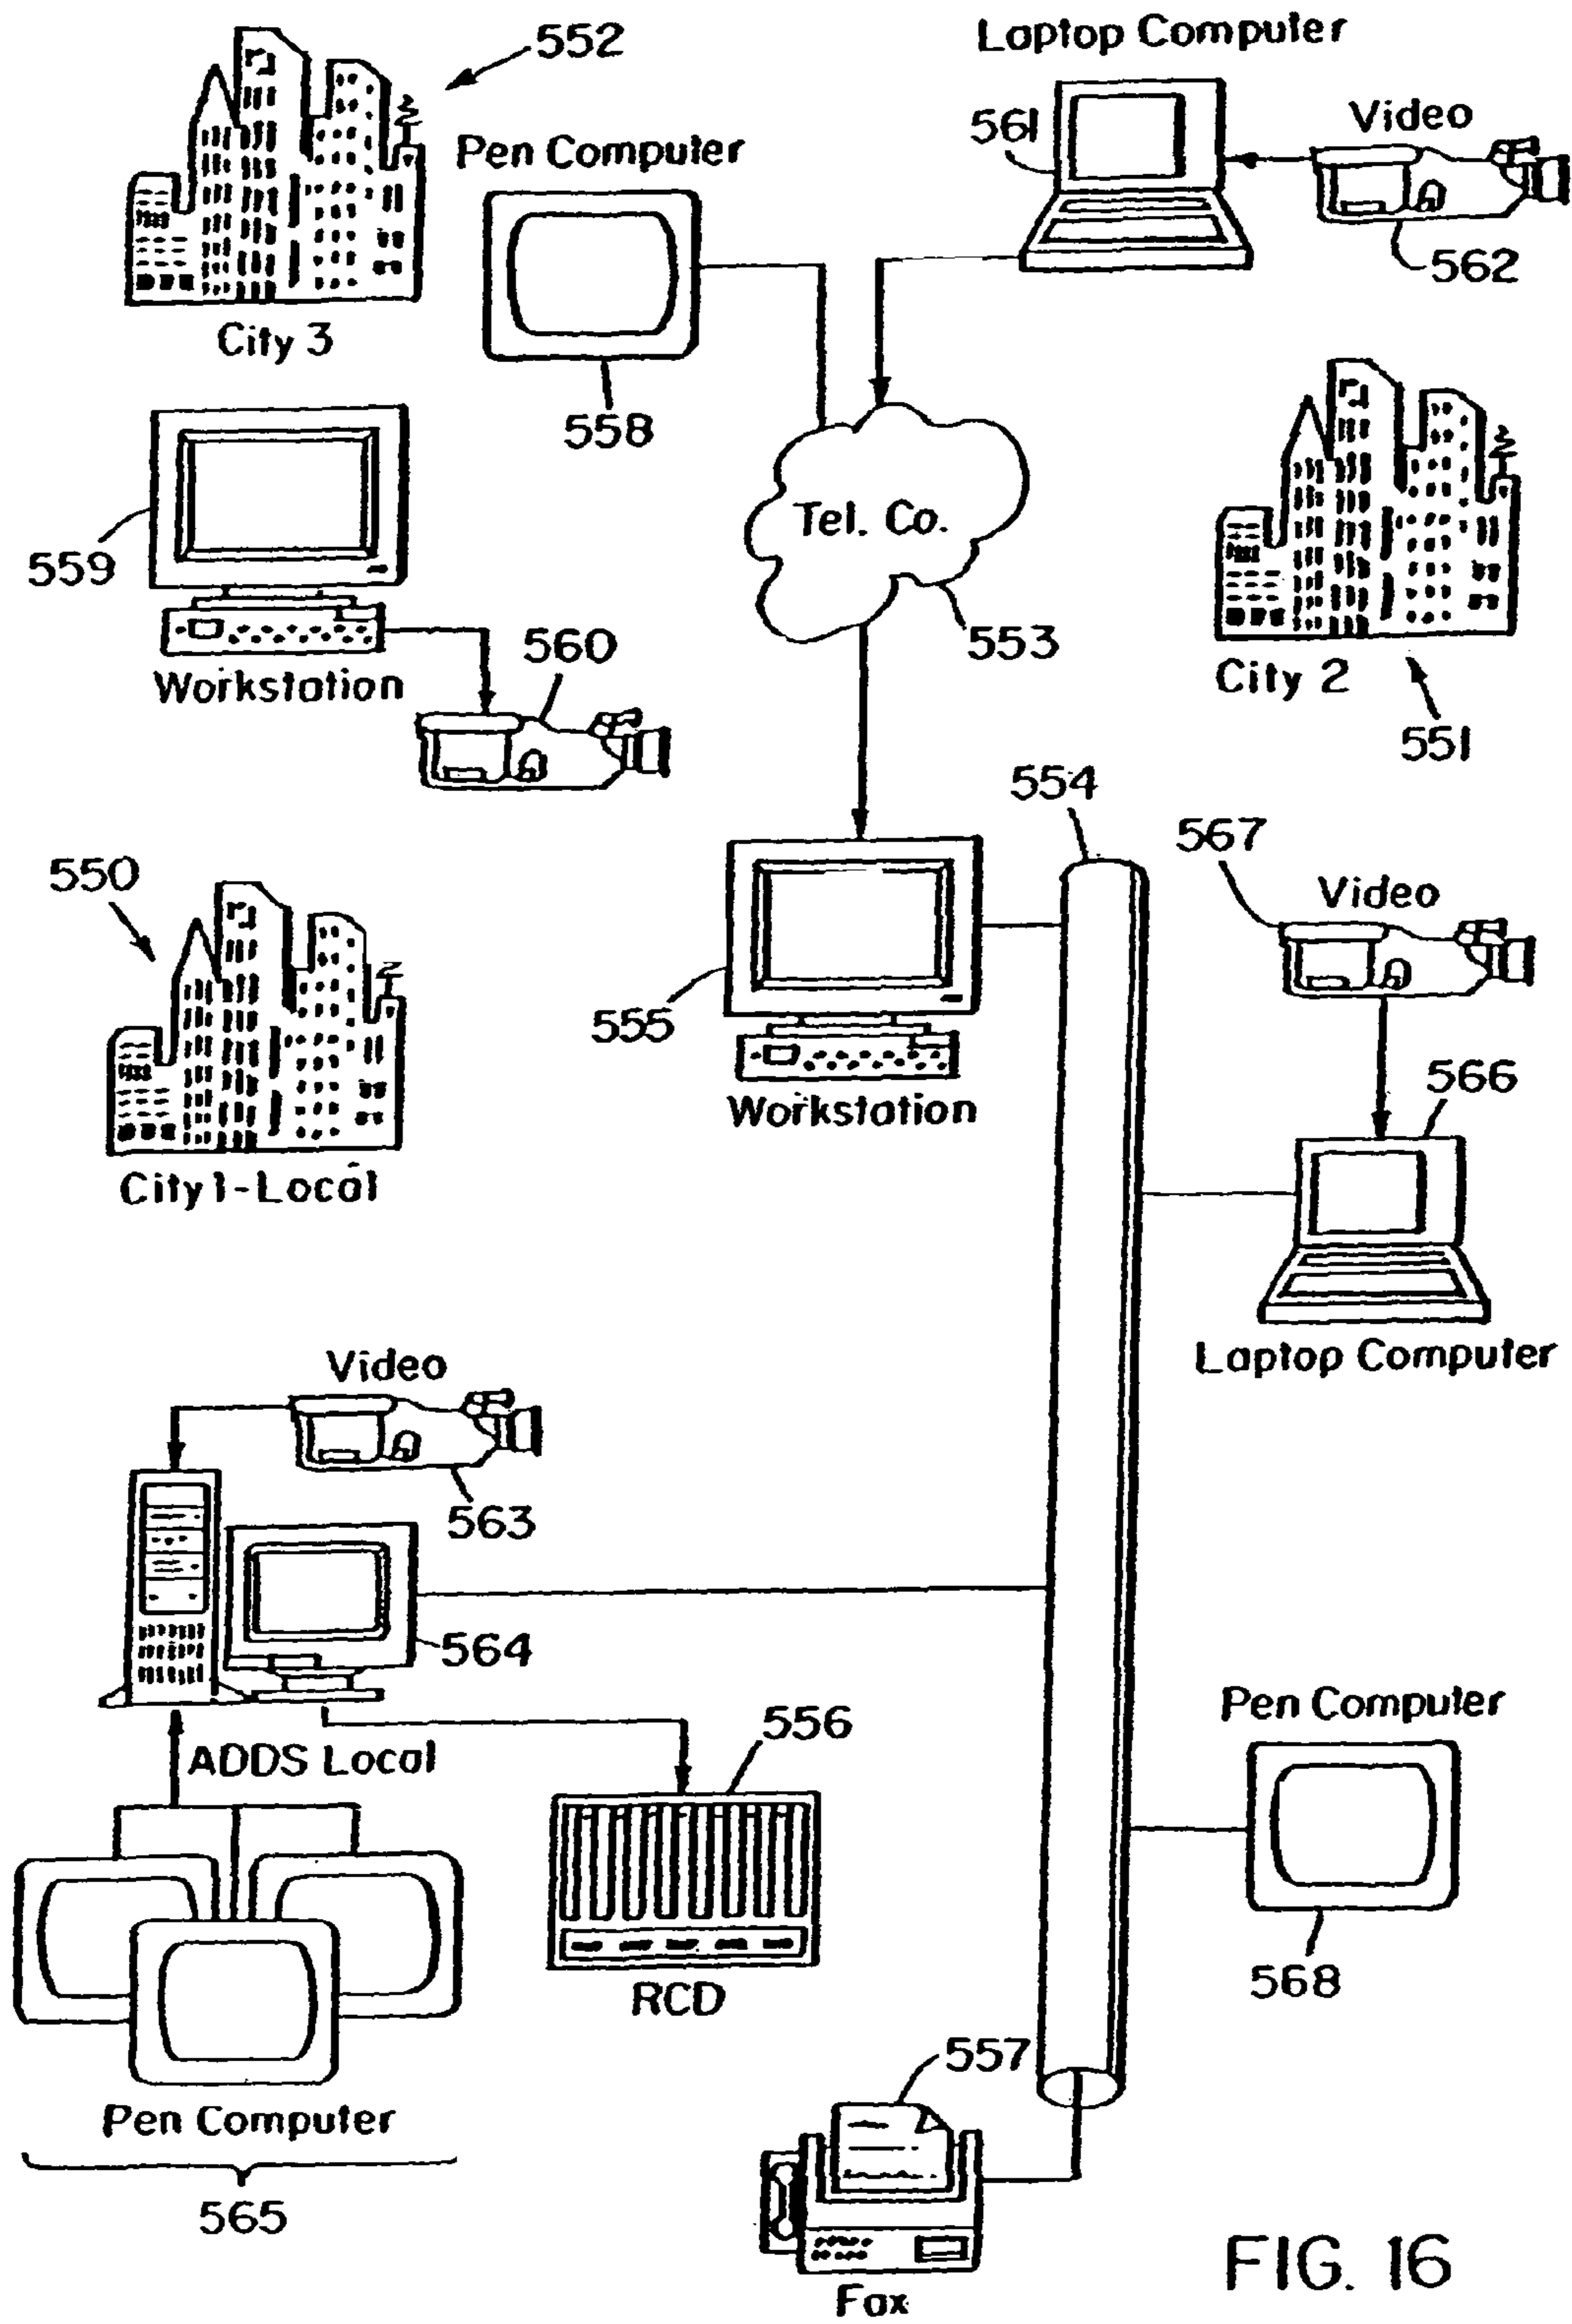 552
Laptop Computer
561
Video
Pen Computer
562
City 3
558
Tel. Co.
559
553
560
Workstation
City 2
551
554
567
Video
550
555
566
Workstation
City 1-Local
Laptop Computer
Video
563
564
Pen Computer
556
ADDS Local
568
RCD
557
Pen Computer
565
Fax
FIG. 16